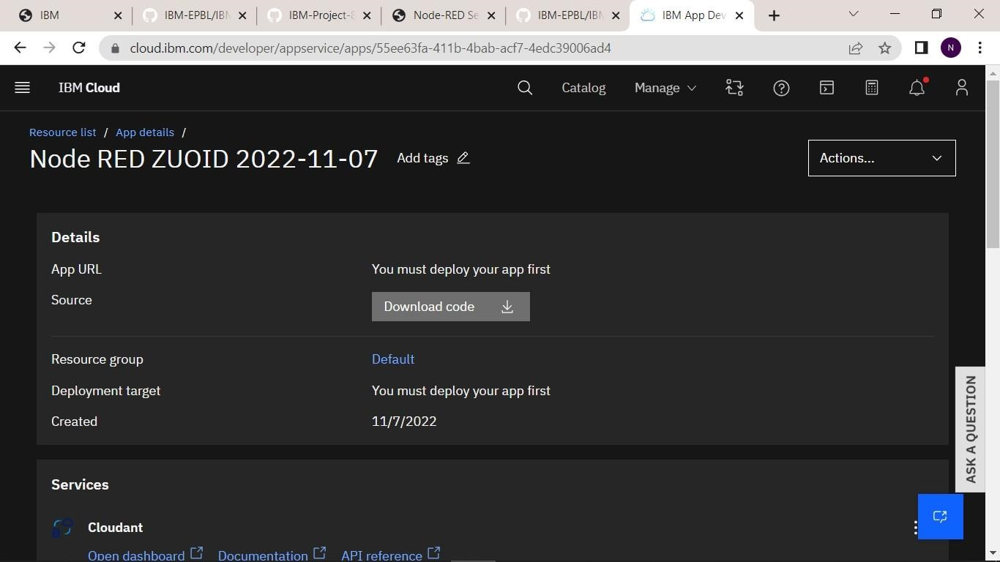 IBM
IBM-EPBL/IBM
IBM-Project-8
Node-RED Se
IBM-EPBL/IBM
IBM App Dev
cloud.ibm.com/developer/appservice/apps/55ee63fa-411b-4bab-acf7-4edc39006ad4
N
IBM Cloud
Catalog
Manage
Resource list / App details /
Node RED ZUOID 2022-11-07
Add tags
Actions...
Details
App URL
You must deploy your app first
Source
Download code
Resource group
Default
Deployment target
You must deploy your app first
Created
11/7/2022
ASK A QUESTION
Services
Cloudant
Open dashboard
Documentation
API reference